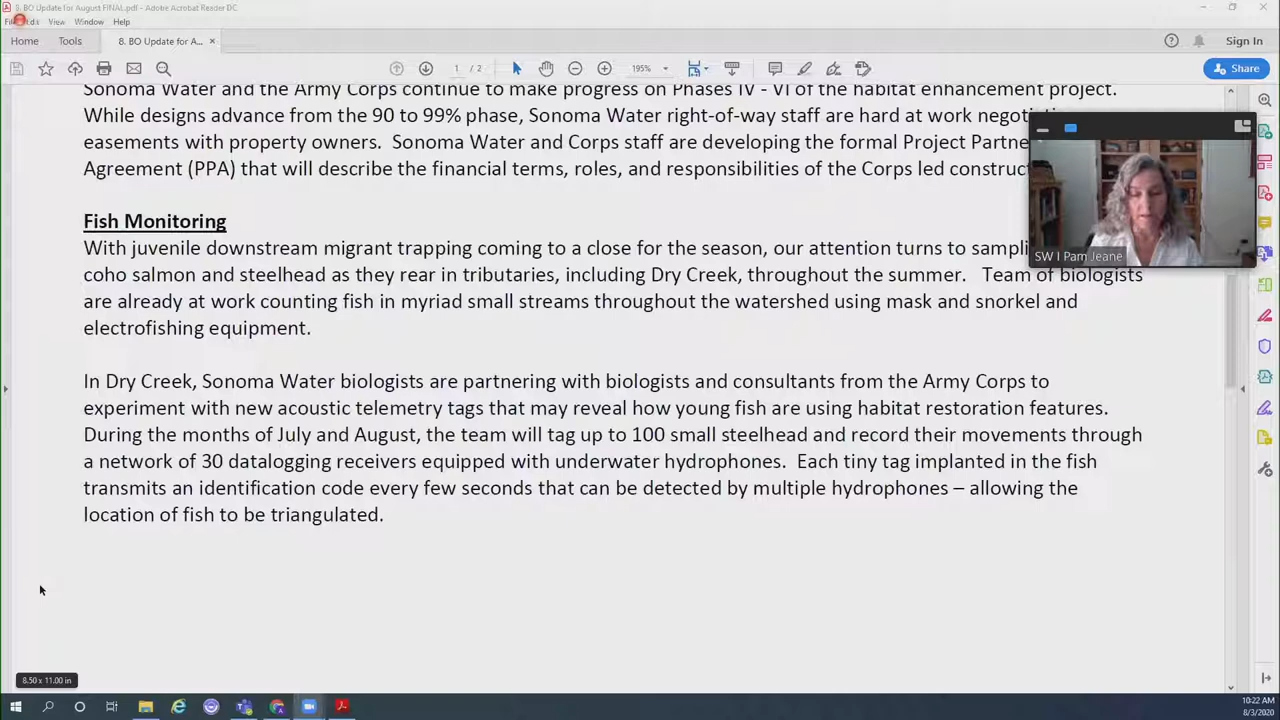 8. BO Update for August FINAL.pdf - Adobe Acrobat Reader DC
View Window Help
Home Tools 8. BO Update for A... × Sign In
1 / 2 195% Share
Sonoma Water and the Army Corps continue to make progress on Phases IV - VI of the habitat enhancement project.
While designs advance from the 90 to 99% phase, Sonoma Water right-of-way staff are hard at work
easements with property owners. Sonoma Water and Corps staff are developing the formal Project
Agreement (PPA) that will describe the financial terms, roles, and responsibilities of the Corps led
Fish Monitoring
With juvenile downstream migrant trapping coming to a close for the season, our attention turns to
SW I Pam Jeane
coho salmon and steelhead as they rear in tributaries, including Dry Creek, throughout the summer. Team of biologists
are already at work counting fish in myriad small streams throughout the watershed using mask and snorkel and
electrofishing equipment.
In Dry Creek, Sonoma Water biologists are partnering with biologists and consultants from the Army Corps to
experiment with new acoustic telemetry tags that may reveal how young fish are using habitat restoration features.
During the months of July and August, the team will tag up to 100 small steelhead and record their movements through
a network of 30 datalogging receivers equipped with underwater hydrophones. Each tiny tag implanted in the fish
transmits an identification code every few seconds that can be detected by multiple hydrophones – allowing the
location of fish to be triangulated.
8.50 x 11.00 in
10:22 AM
8/3/2020